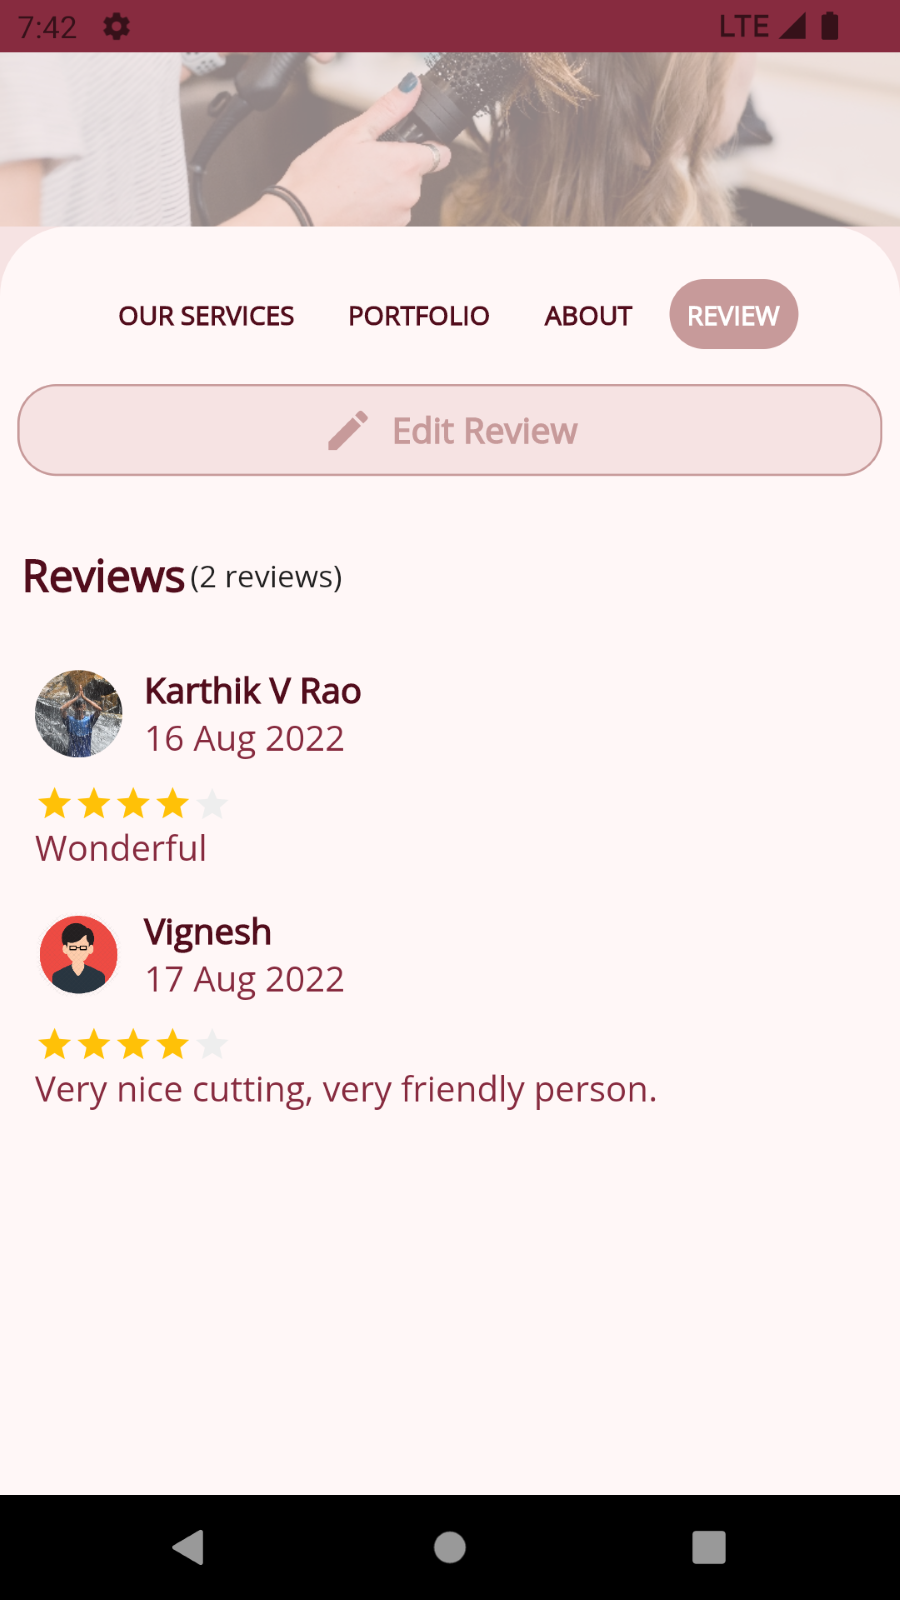 7:42 LTE
OUR SERVICES PORTFOLIO ABOUT REVIEW
Edit Review
Reviews (2 reviews)
Karthik V Rao
16 Aug 2022
Wonderful
Vignesh
17 Aug 2022
Very nice cutting, very friendly person.